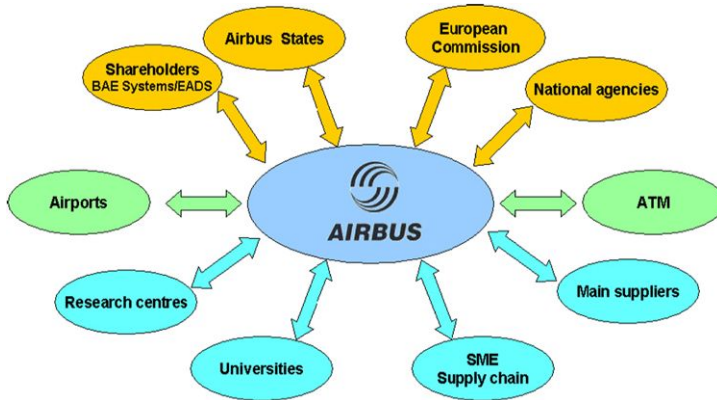 Airbus States
European
Commission
Shareholders
BAE Systems/EADS
National agencies
Airports
AIRBUS
ATM
Research centres
Main suppliers
Universities
SME
Supply chain